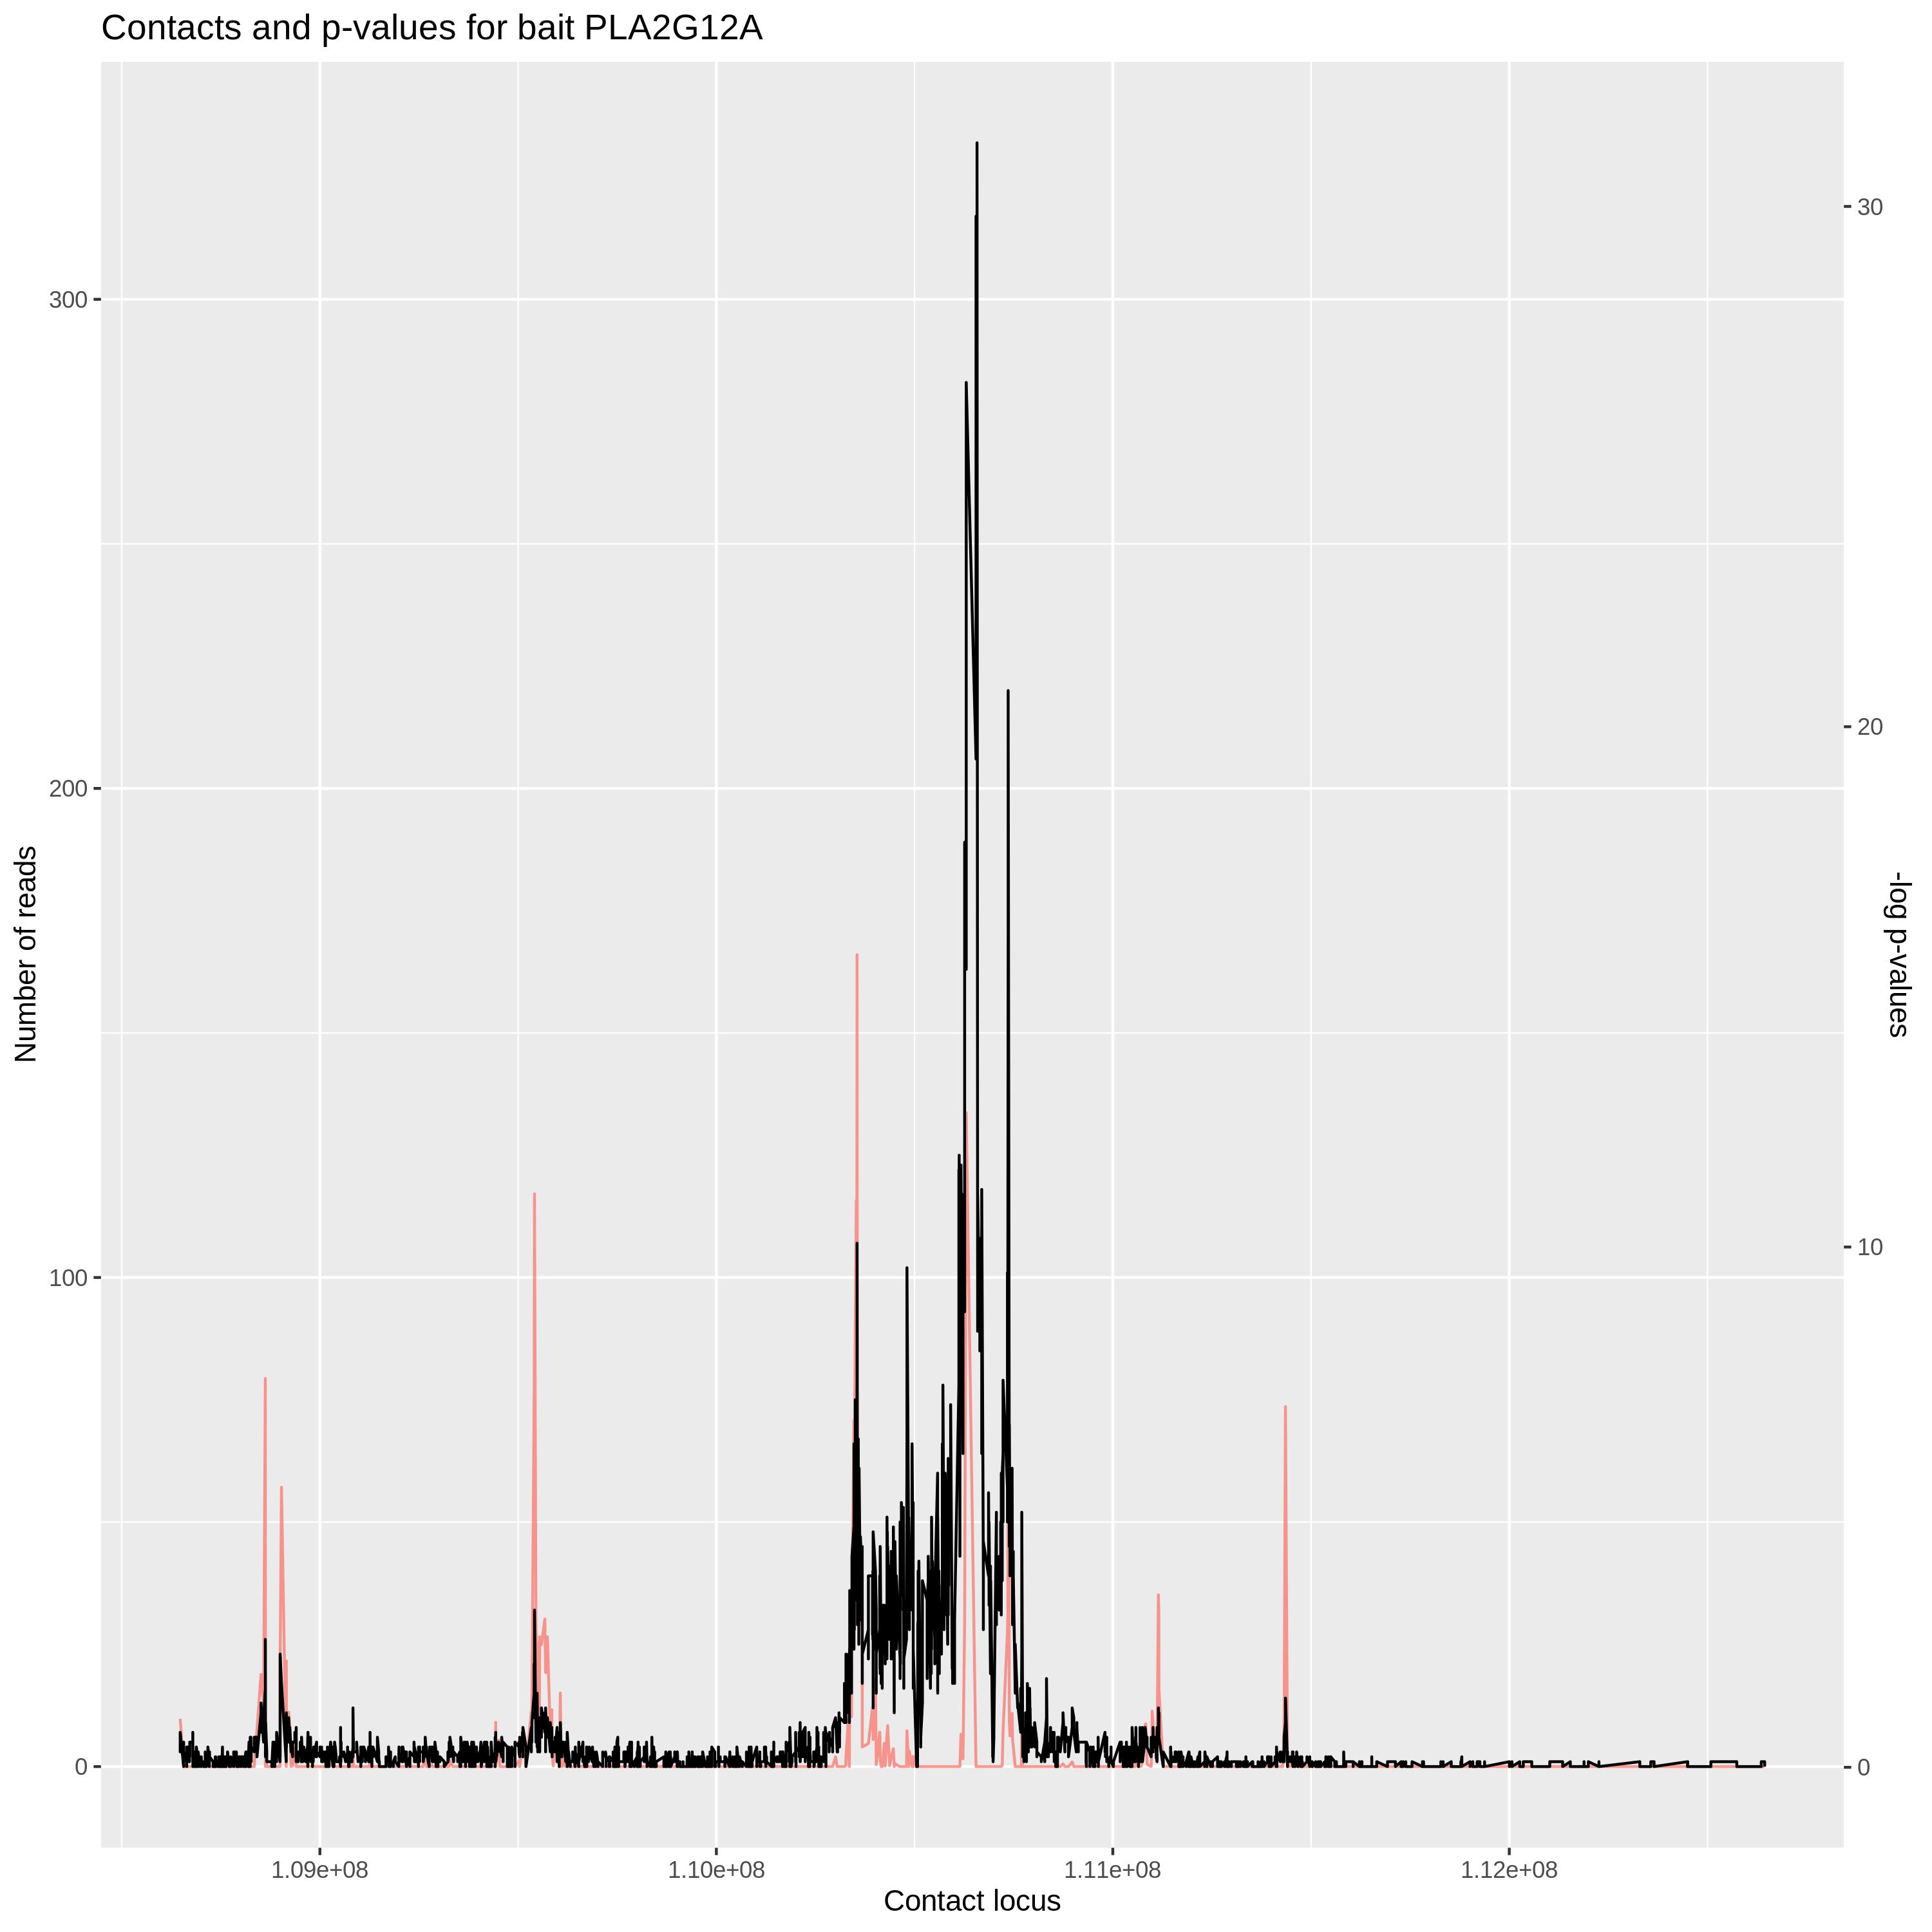 Contacts and p-values for bait PLA2G12A
300
200
100
0
Number of reads
30
20
10
0
-log p-values
1.09e+08
1.10e+08
1.11e+08
1.12e+08
Contact locus